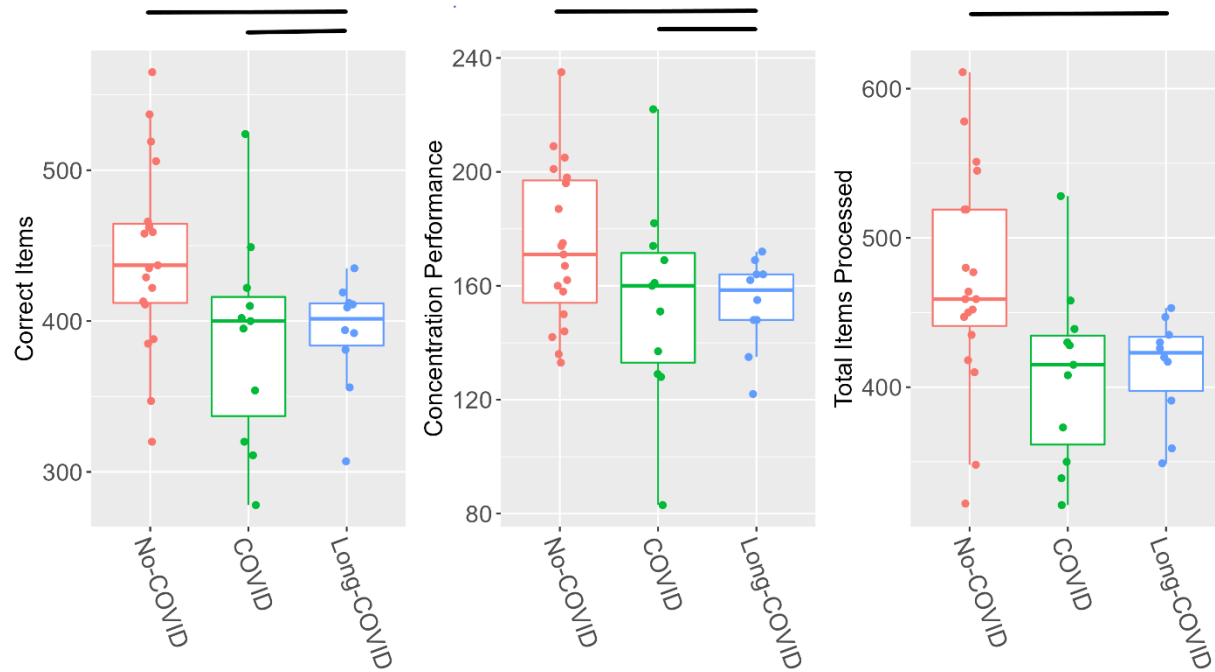 Correct Items
500
400
300
No-COVID
COVID
Long-COVID
Concentration Performance
240
200
160
120
80
No-COVID
COVID
Long-COVID
Total Items Processed
600
500
400
No-COVID
COVID
Long-COVID